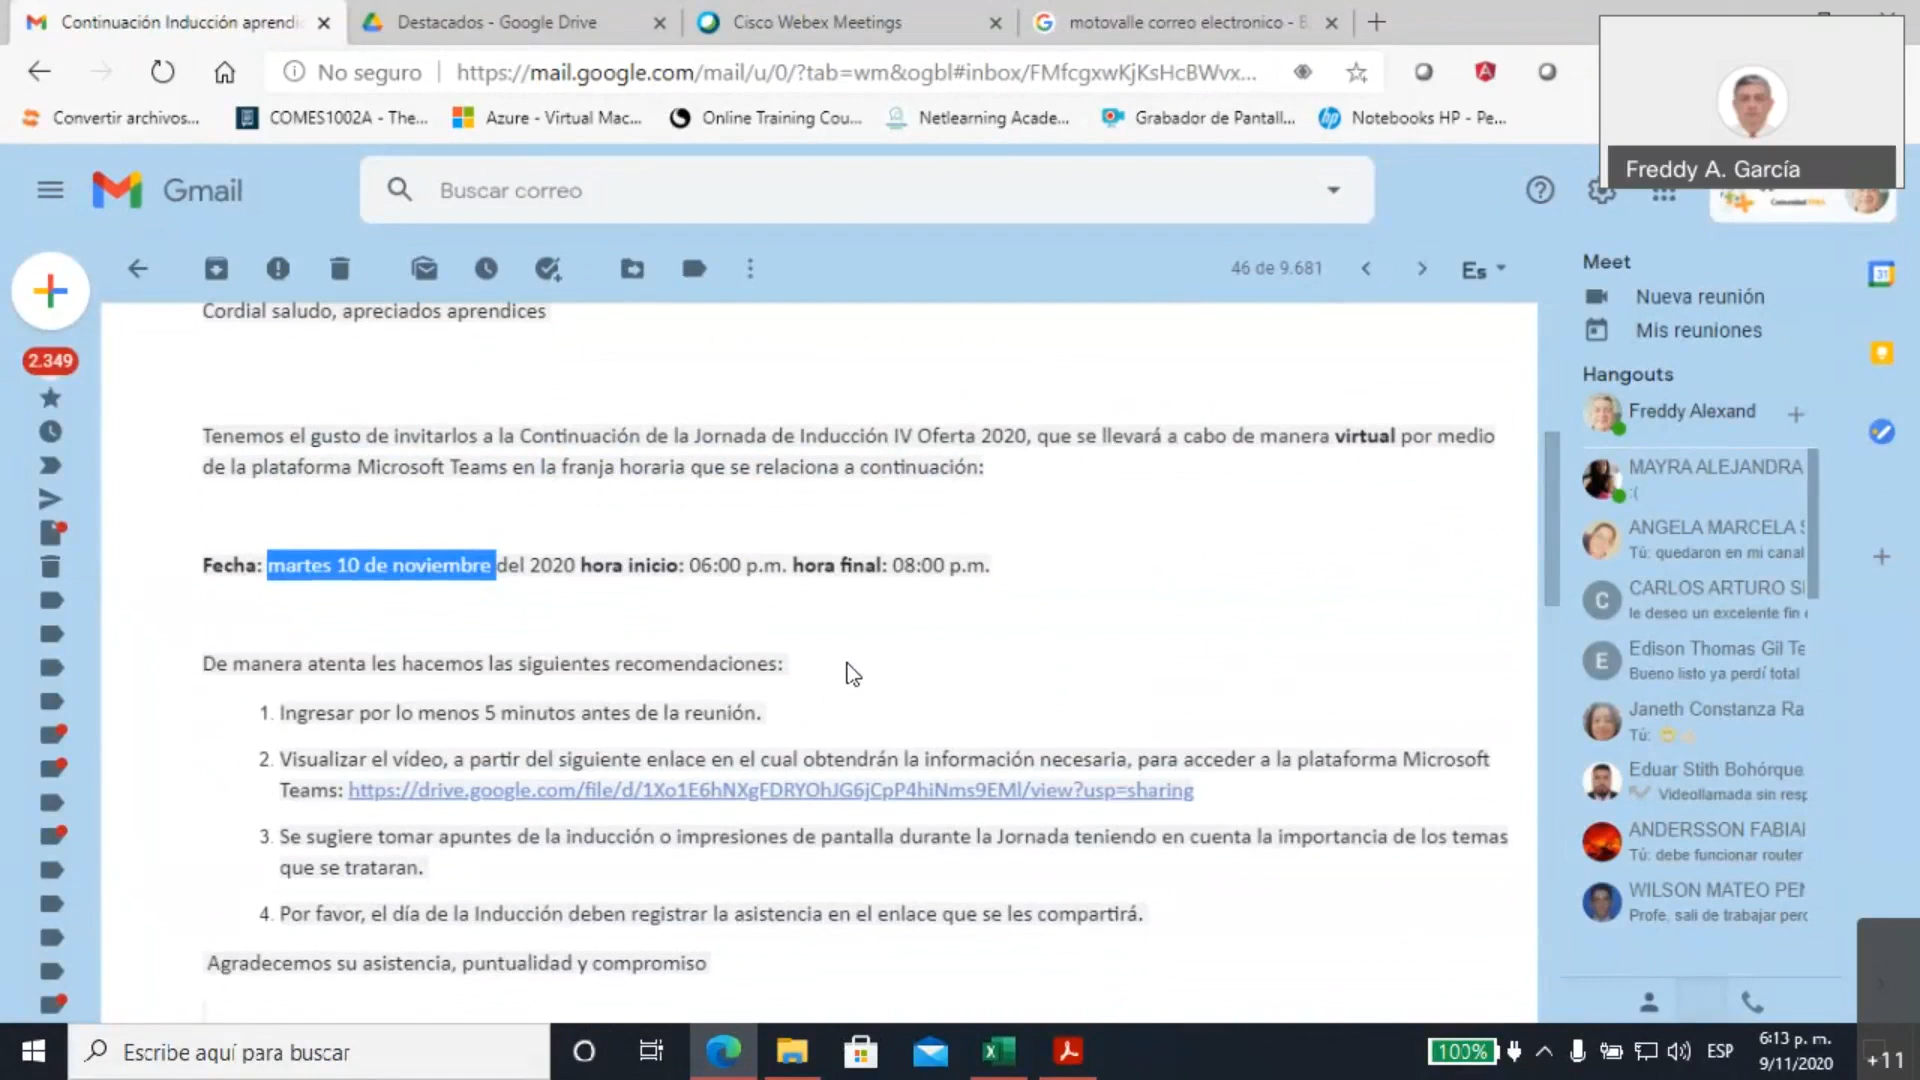 Continuación Inducción aprendi
Destacados - Google Drive
Cisco Webex Meetings
motovalle correo electronico - B
No seguro
https://mail.google.com/mail/u/0/?tab=wm&ogbl#inbox/FMfcgxwKjKsHcBWvx...
Convertir archivos...
COMES1002A - The...
Azure - Virtual Mac...
Online Training Cou...
Netlearning Acade...
Grabador de Pantall...
Notebooks HP - Pe...
Freddy A. García
Gmail
Buscar correo
46 de 9.681
Es
2.349
Cordial saludo, apreciados aprendices
Tenemos el gusto de invitarlos a la Continuación de la Jornada de Inducción IV Oferta 2020, que se llevará a cabo de manera virtual por medio
de la plataforma Microsoft Teams en la franja horaria que se relaciona a continuación:
Fecha: martes 10 de noviembre del 2020 hora inicio: 06:00 p.m. hora final: 08:00 p.m.
De manera atenta les hacemos las siguientes recomendaciones:
1. Ingresar por lo menos 5 minutos antes de la reunión.
2. Visualizar el vídeo, a partir del siguiente enlace en el cual obtendrán la información necesaria, para acceder a la plataforma Microsoft
Teams: https://drive.google.com/file/d/1Xo1E6hNXgFDRYOhJG6jCpP4hiNms9EMl/view?usp=sharing
3. Se sugiere tomar apuntes de la inducción o impresiones de pantalla durante la Jornada teniendo en cuenta la importancia de los temas
que se trataran.
4. Por favor, el día de la Inducción deben registrar la asistencia en el enlace que se les compartirá.
Agradecemos su asistencia, puntualidad y compromiso
Meet
Nueva reunión
Mis reuniones
Hangouts
Freddy Alexand
MAYRA ALEJANDRA
:(
ANGELA MARCELA S
Tú: quedaron en mi canal
CARLOS ARTURO SI
le deseo un excelente fin
Edison Thomas Gil Te
Bueno listo ya perdí total
Janeth Constanza Ra
Tú:
Eduar Stith Bohórque
Videollamada sin resp
ANDERSSON FABIAI
Tú: debe funcionar router
WILSON MATEO PEI
Profe, sali de trabajar perc
31
C
E
Escribe aquí para buscar
100%
ESP
6:13 p. m.
9/11/2020
+11